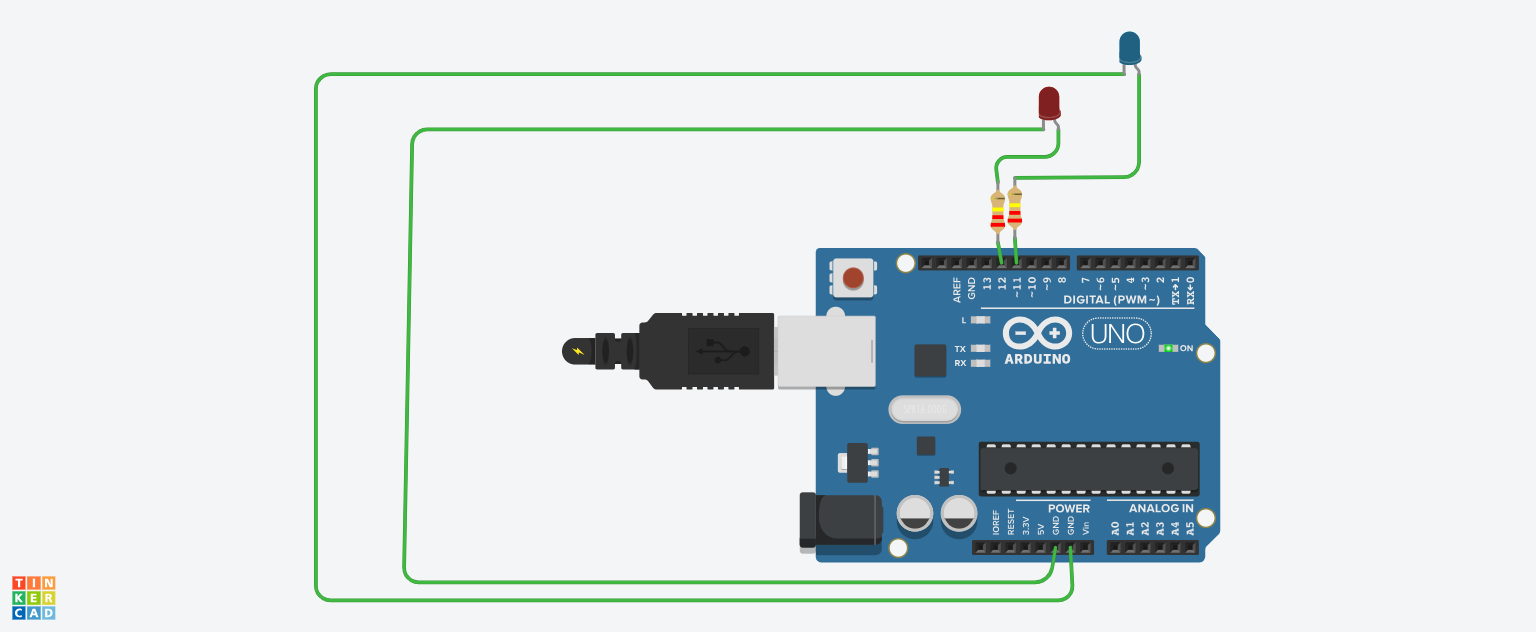 AREF
GND
13
12
~11
~10
~9
8
7
~6
~5
4
~3
2
TX→1
RX←0
DIGITAL (PWM~)
L
TX
RX
UNO
ARDUINO
ON
POWER
ANALOG IN
IOREF
RESET
3.3V
5V
GND
GND
Vin
A0
A1
A2
A3
A4
A5
TIN
KER
CAD